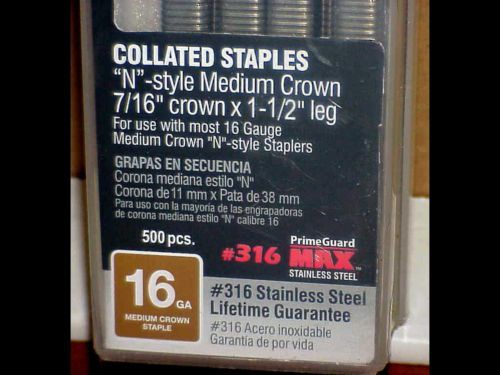 COLLATED STAPLES
“N”-style Medium Crown
7/16" crown x 1-1/2" leg
For use with most 16 Gauge
Medium Crown "N"-style Staplers
GRAPAS EN SECUENCIA
Corona mediana estilo "N"
Corona de 11 mm x Pata de 38 mm
Para uso con la mayoría de las engrapadoras
de corona mediana estilo "N" calibre 16
500 pcs.
#316
PrimeGuard
MAX™
STAINLESS STEEL
16 GA
MEDIUM CROWN
STAPLE
#316 Stainless Steel
Lifetime Guarantee
#316 Acero inoxidable
Garantía de por vida